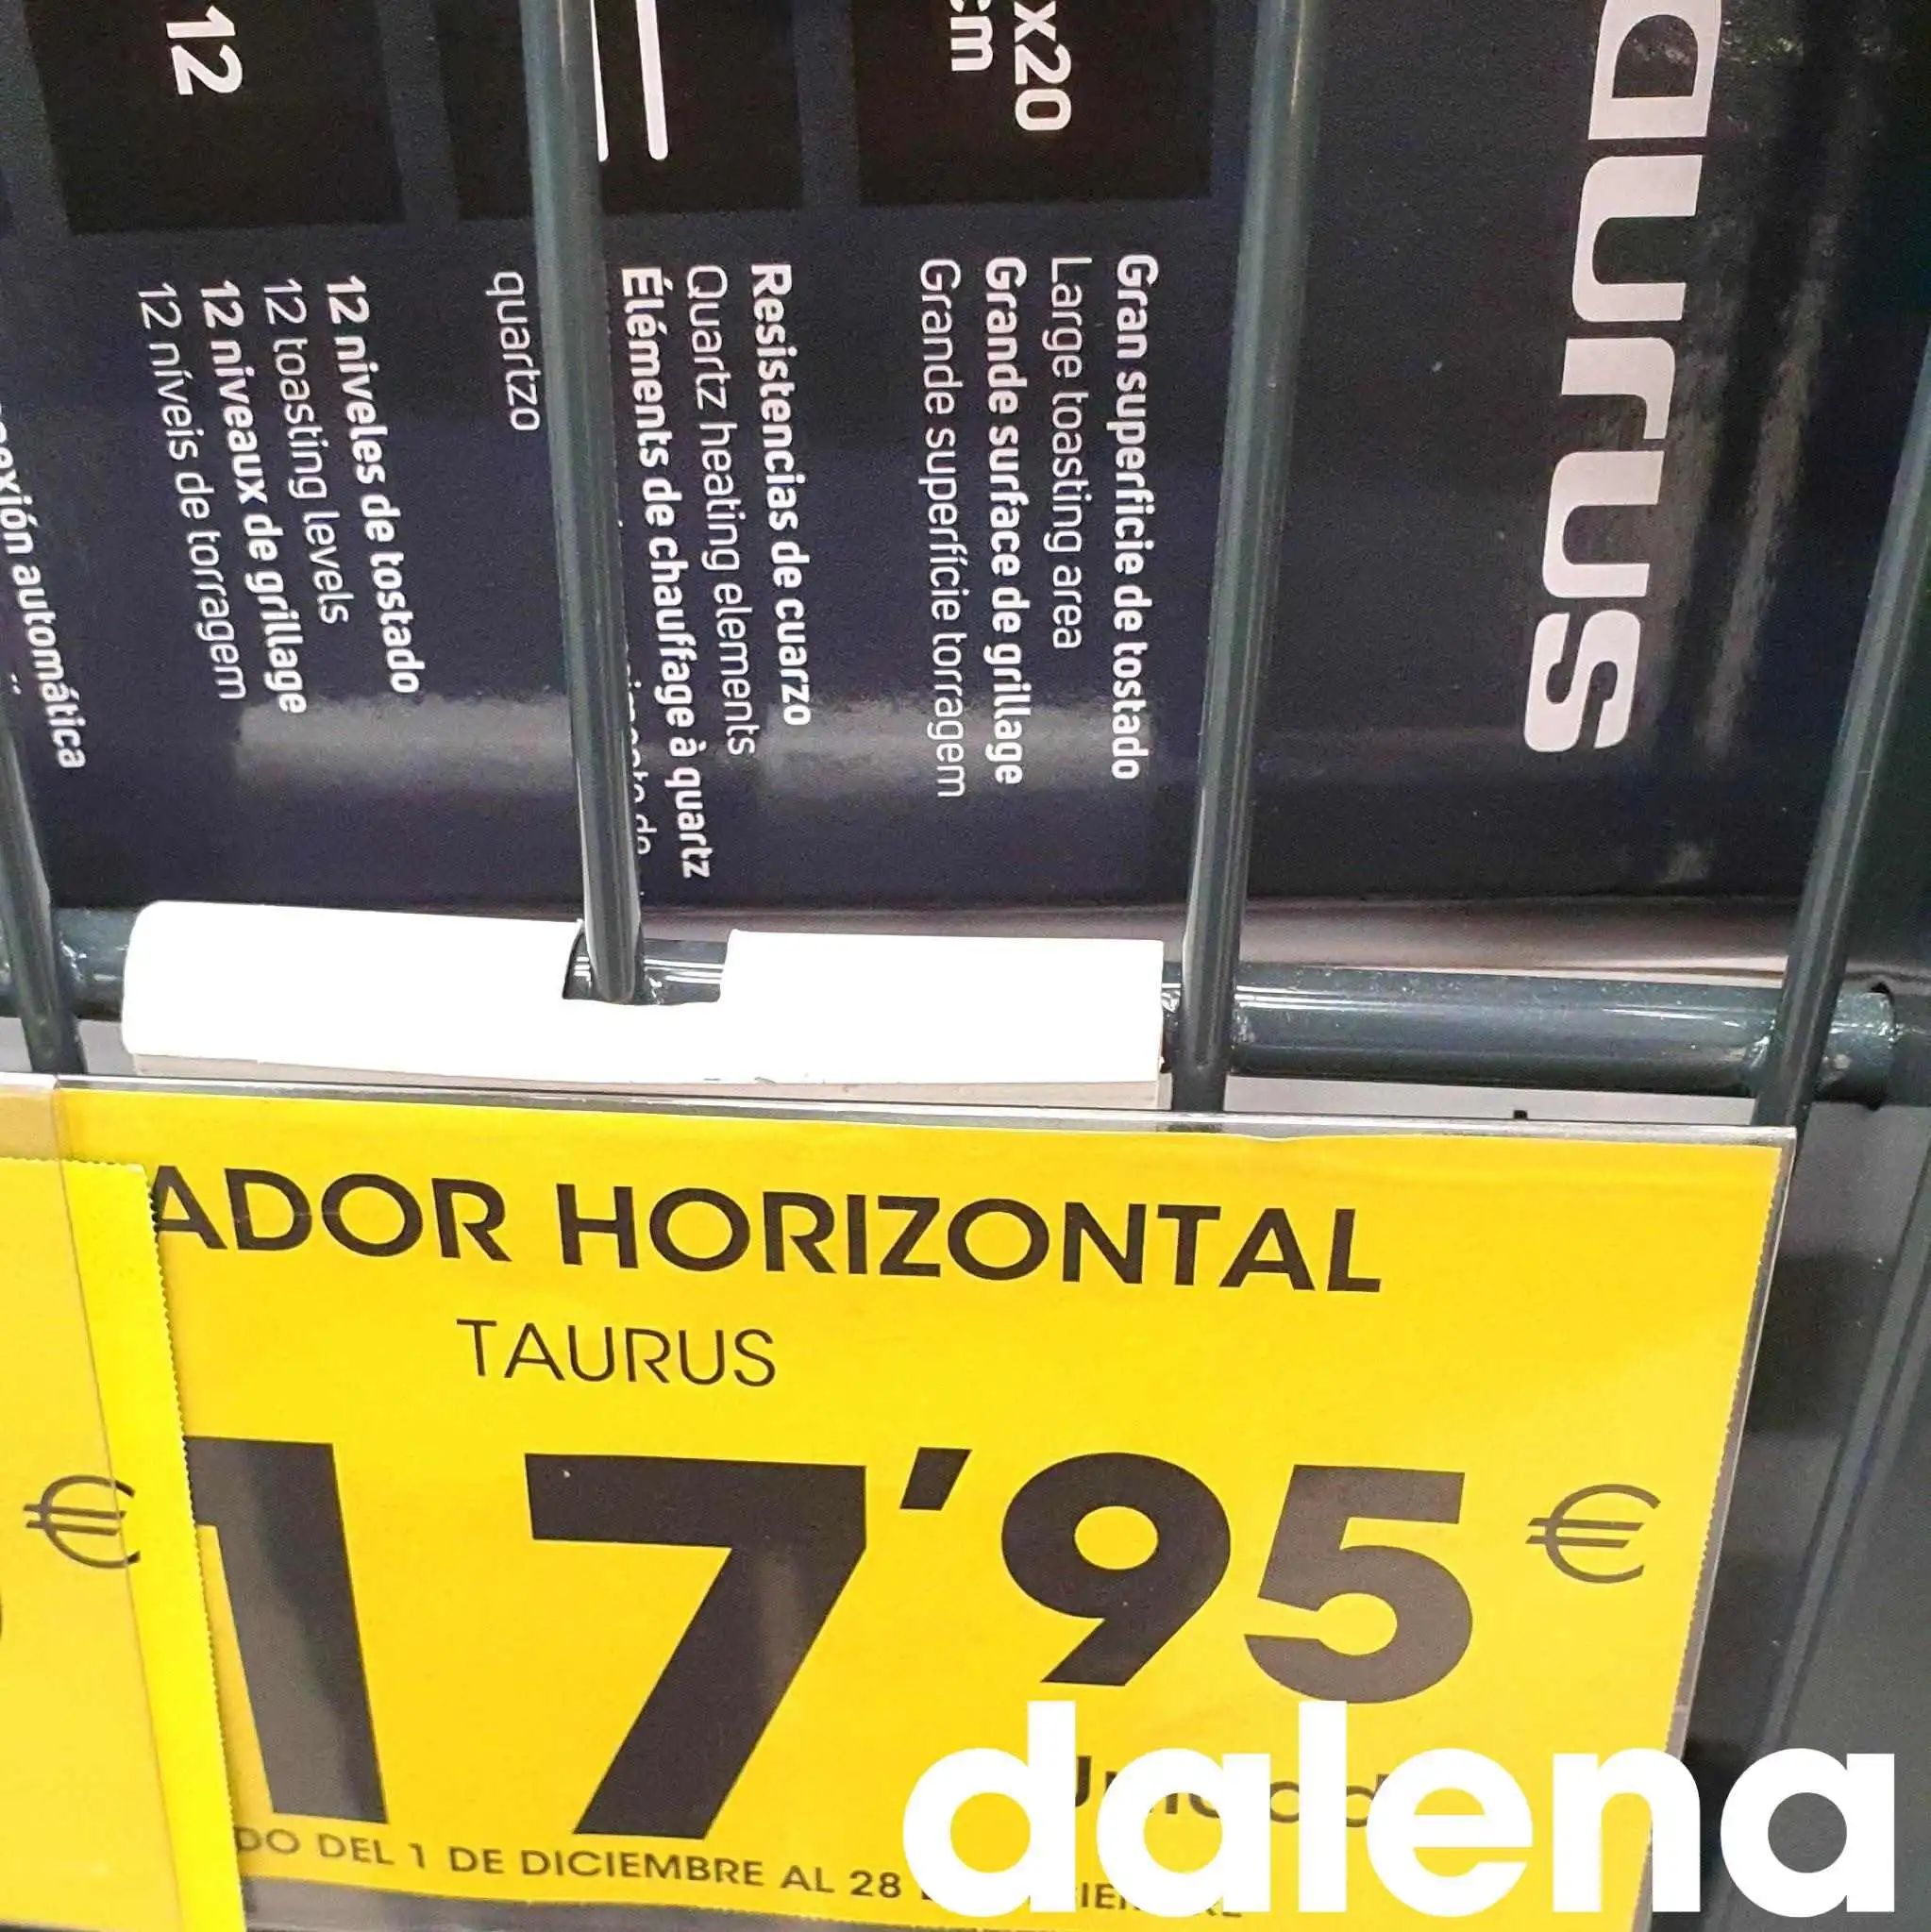 aurus
x20
cm
Gran superficie de tostado
Large toasting area
Grande surface de grillage
Grande superfície torragem
Resistencias de cuarzo
Quartz heating elements
Éléments de chauffage à quartz
quartzo
12
12 niveles de tostado
12 toasting levels
12 niveaux de grillage
12 níveis de torragem
exión automática
ADOR HORIZONTAL
TAURUS
17’95 €
€
DO DEL 1 DE DICIEMBRE AL 28
dalena